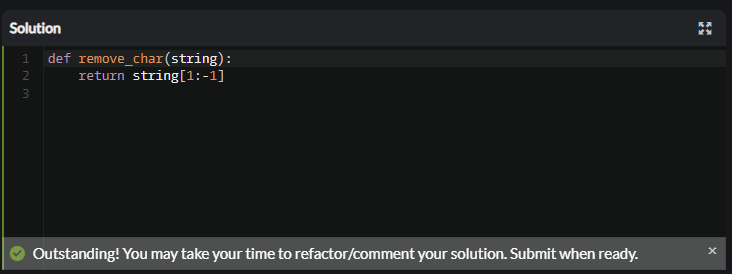 Solution
1 def remove_char(string):
2     return string[1:-1]
3
Outstanding! You may take your time to refactor/comment your solution. Submit when ready. ×